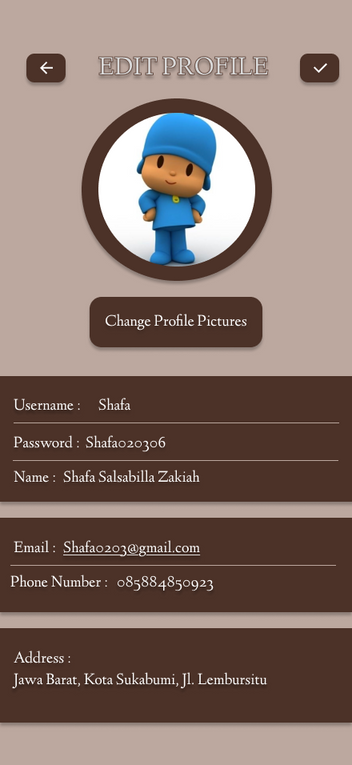 EDIT PROFILE
Change Profile Pictures
Username : Shafa
Password : Shafa020306
Name : Shafa Salsabilla Zakiah
Email : Shafa0203@gmail.com
Phone Number : 085884850923
Address :
Jawa Barat, Kota Sukabumi, Jl. Lembursitu